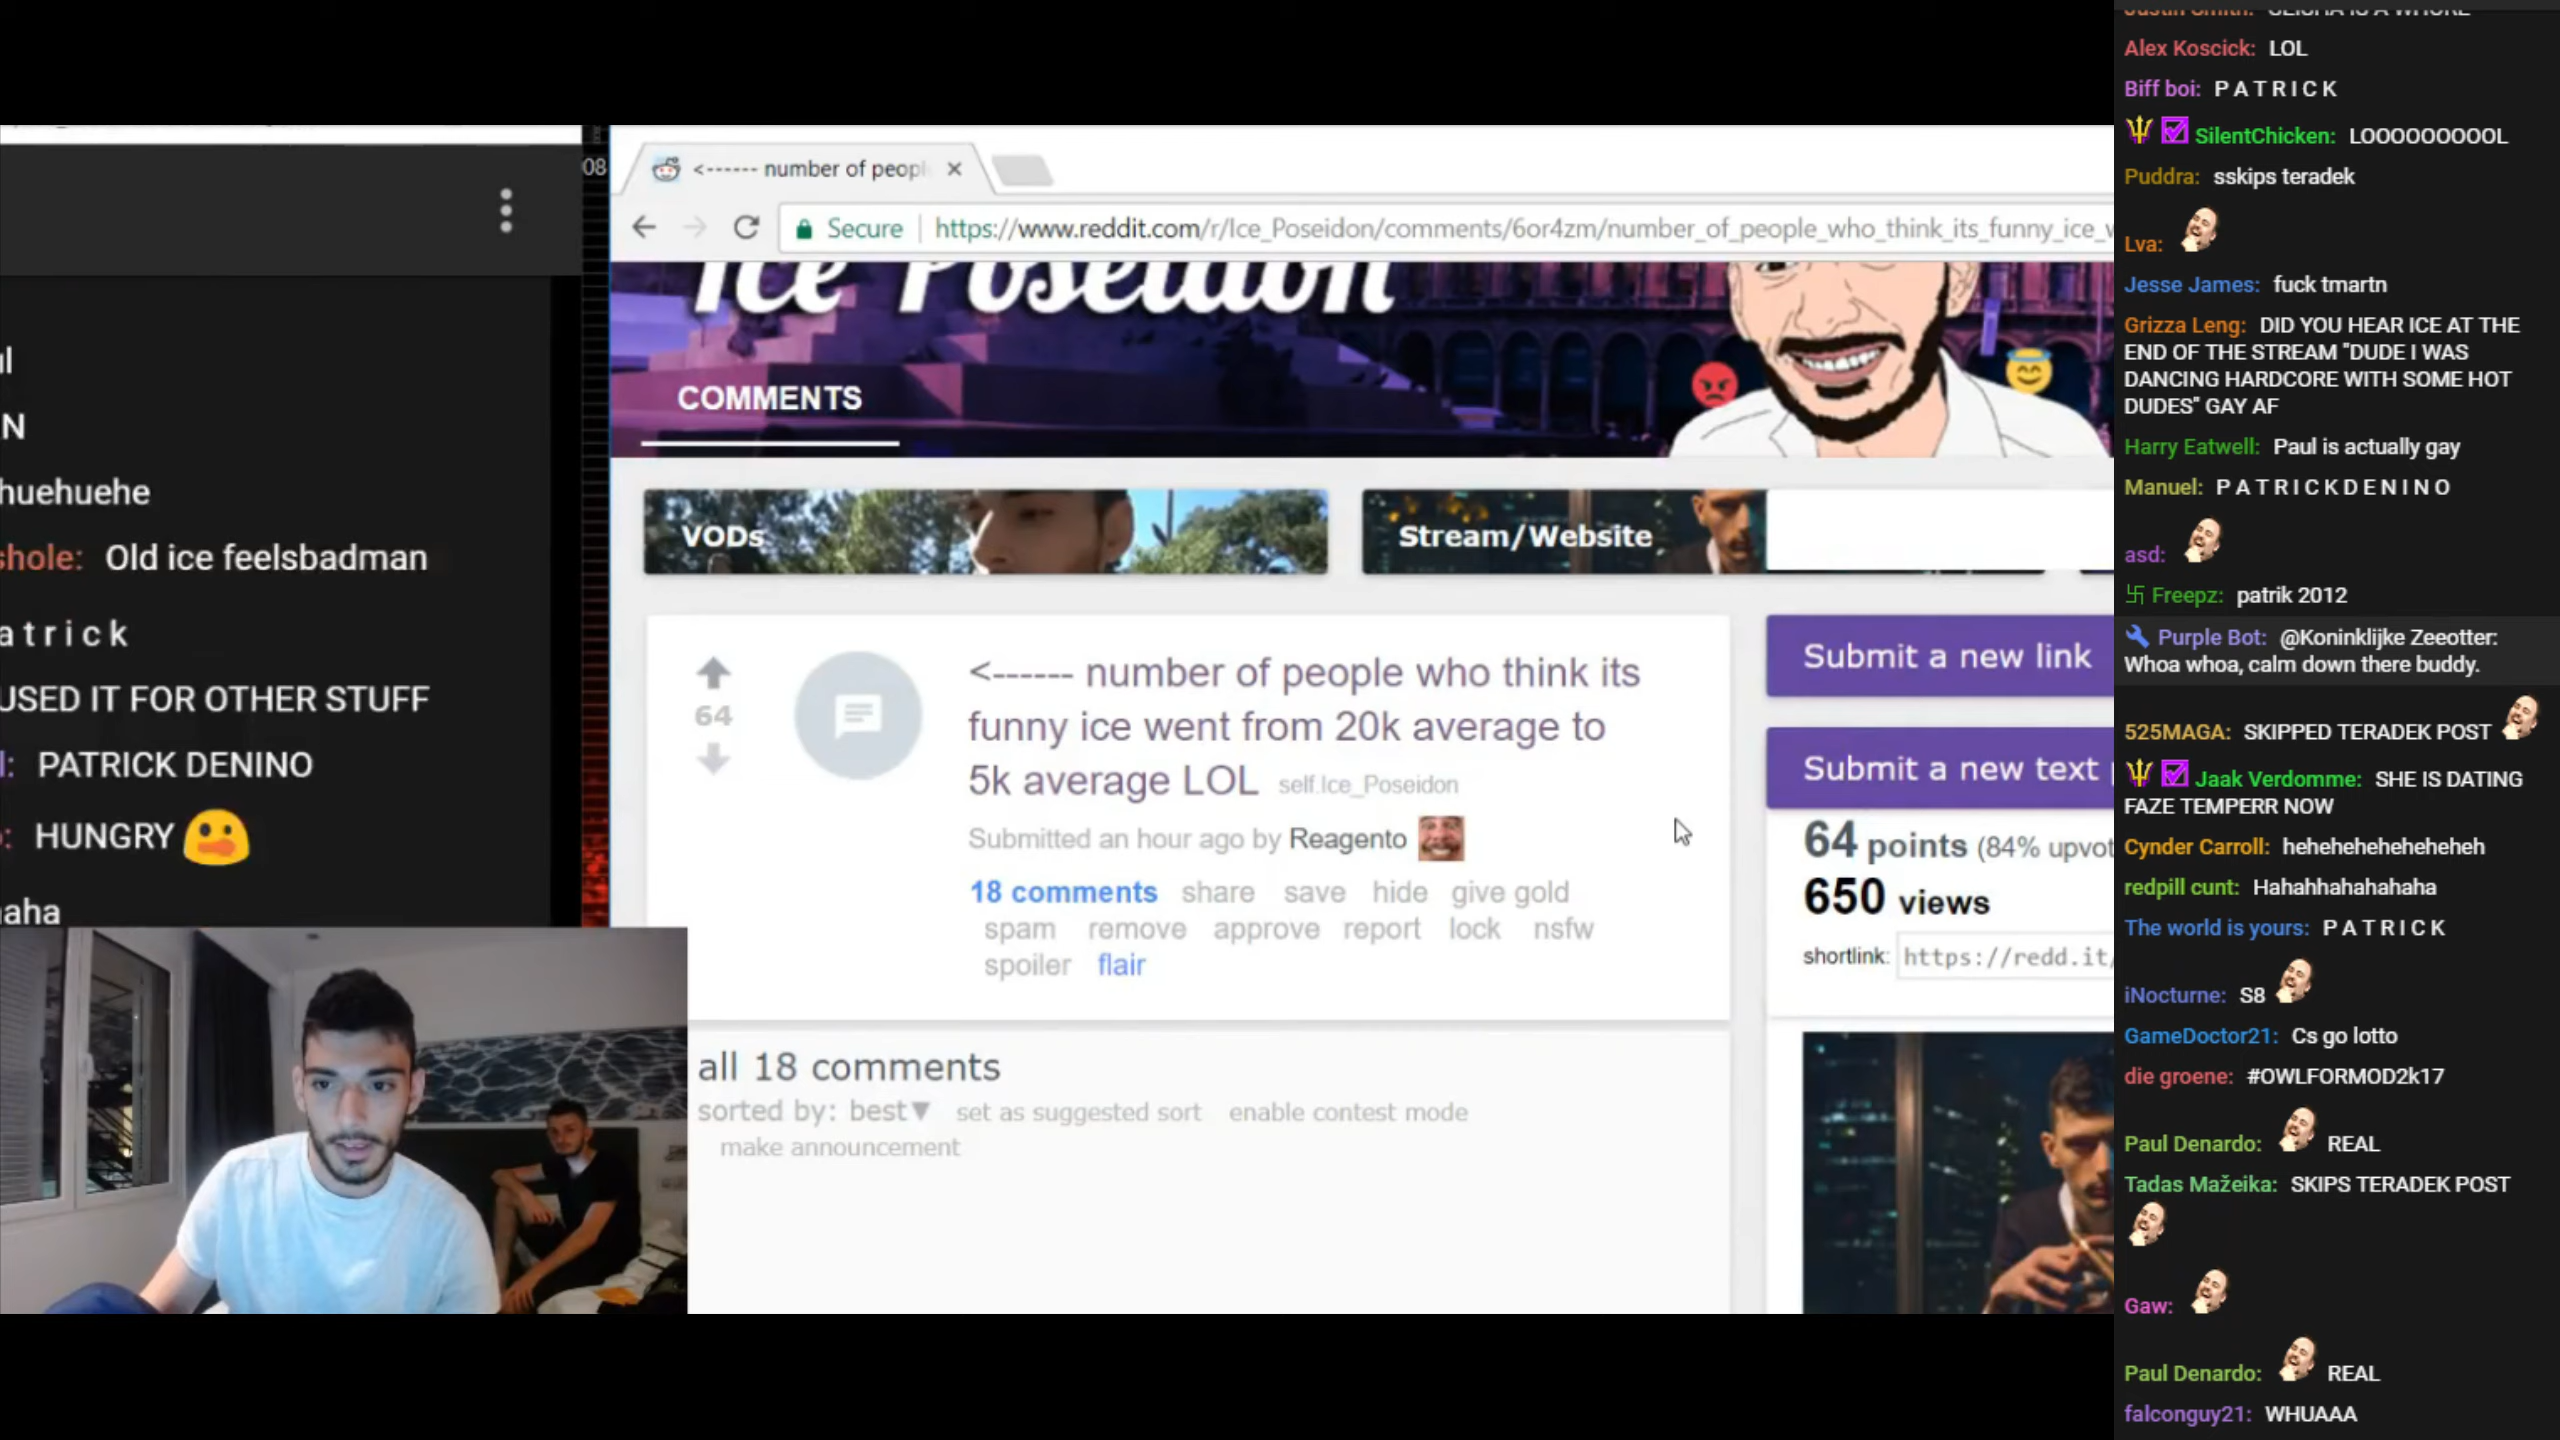 N
huehuehe
shole: Old ice feelsbadman
atrick
USED IT FOR OTHER STUFF
l: PATRICK DENINO
: HUNGRY
aha
08
<------ number of peopl
Secure
https://www.reddit.com/r/Ice_Poseidon/comments/6or4zm/number_of_people_who_think_its_funny_ice_w
Ice Poseidon
COMMENTS
VODs
Stream/Website
64
<------ number of people who think its
funny ice went from 20k average to
5k average LOL self.Ice_Poseidon
Submitted an hour ago by Reagento
18 comments share save hide give gold
spam remove approve report lock nsfw
spoiler flair
all 18 comments
sorted by: best▼ set as suggested sort enable contest mode
make announcement
Submit a new link
Submit a new text
64 points (84% upvot
650 views
shortlink: https://redd.it/
Alex Koscick: LOL
Biff boi: P A T R I C K
SilentChicken: LOOOOOOOOOL
Puddra: sskips teradek
Lva:
Jesse James: fuck tmartn
Grizza Leng: DID YOU HEAR ICE AT THE
END OF THE STREAM "DUDE I WAS
DANCING HARDCORE WITH SOME HOT
DUDES" GAY AF
Harry Eatwell: Paul is actually gay
Manuel: P A T R I C K D E N I N O
asd:
卐 Freepz: patrik 2012
Purple Bot: @Koninklijke Zeeotter:
Whoa whoa, calm down there buddy.
525MAGA: SKIPPED TERADEK POST
Jaak Verdomme: SHE IS DATING
FAZE TEMPERR NOW
Cynder Carroll: heheheheheheheheh
redpill cunt: Hahahhahahahaha
The world is yours: P A T R I C K
iNocturne: S8
GameDoctor21: Cs go lotto
die groene: #OWLFORMOD2k17
Paul Denardo: REAL
Tadas Mažeika: SKIPS TERADEK POST
Gaw:
Paul Denardo: REAL
falconguy21: WHUAAA